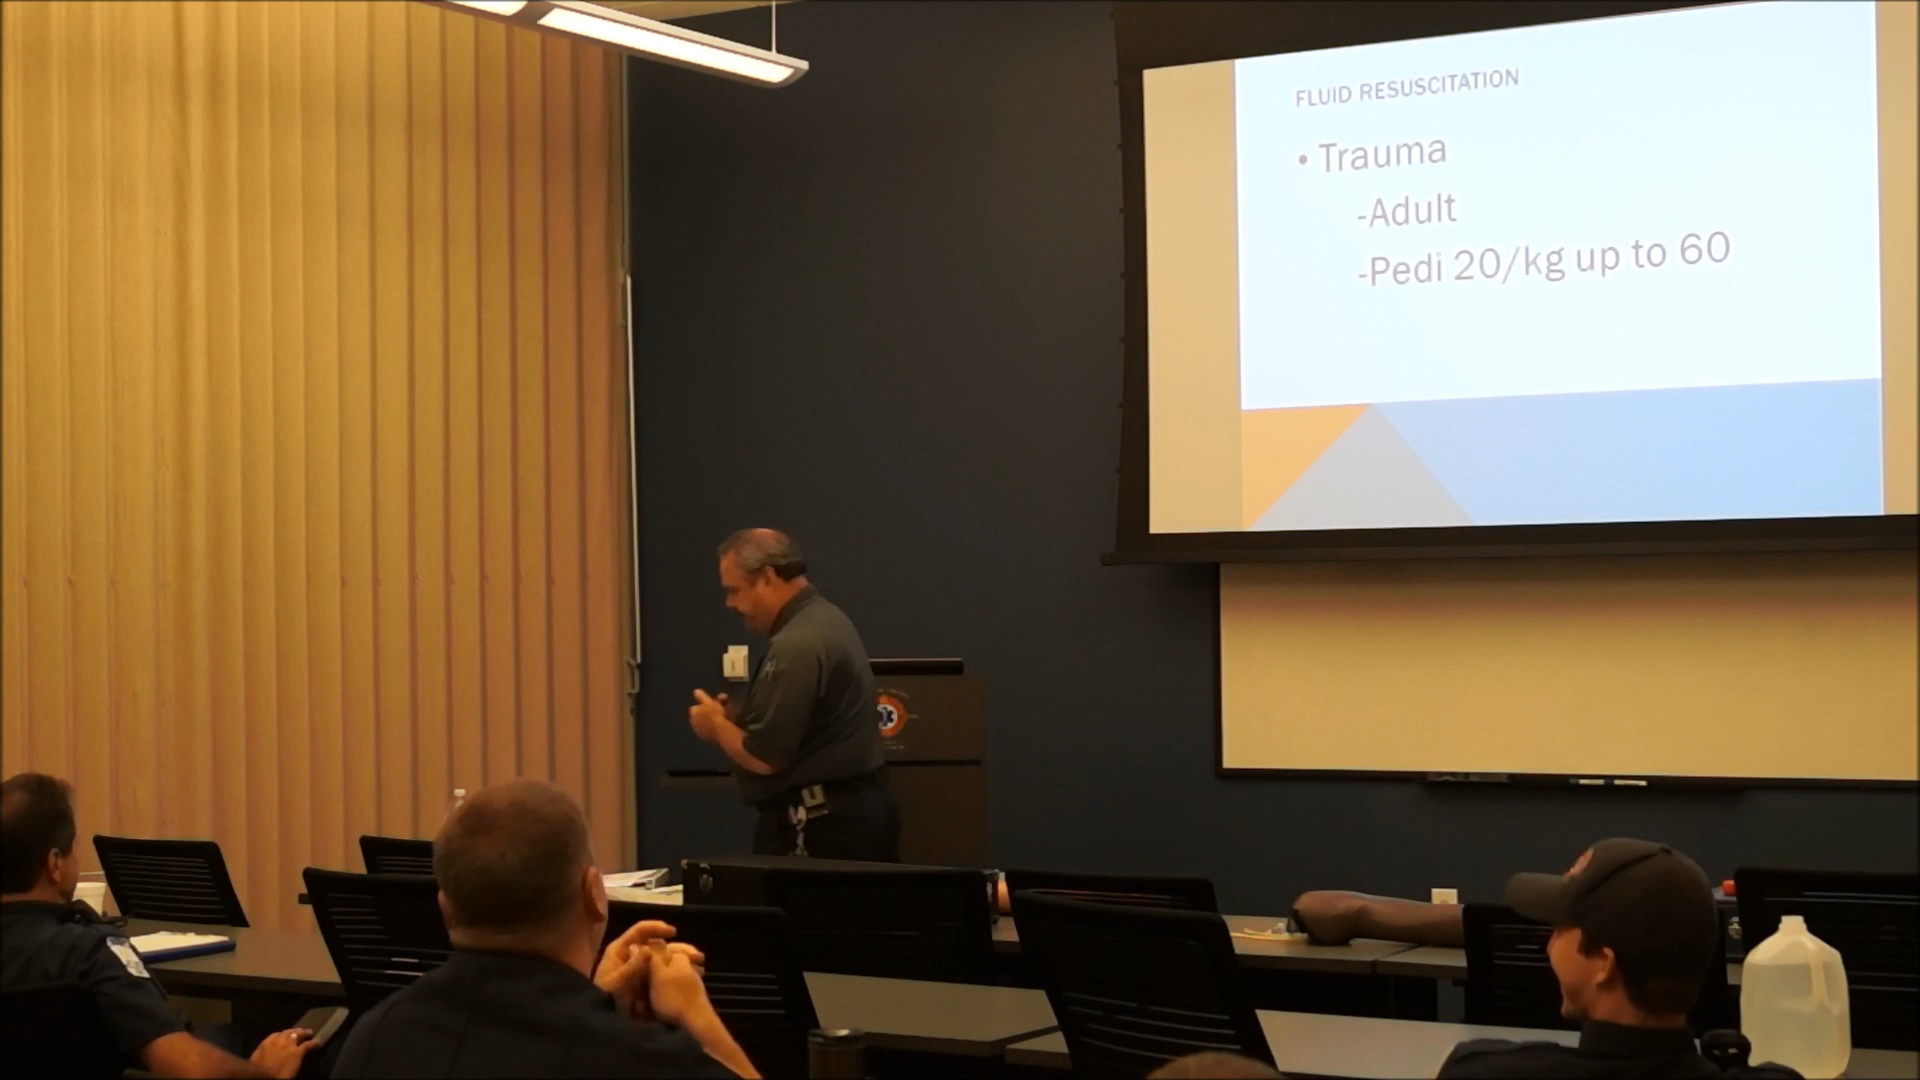 FLUID RESUSCITATION
• Trauma
-Adult
-Pedi 20/kg up to 60